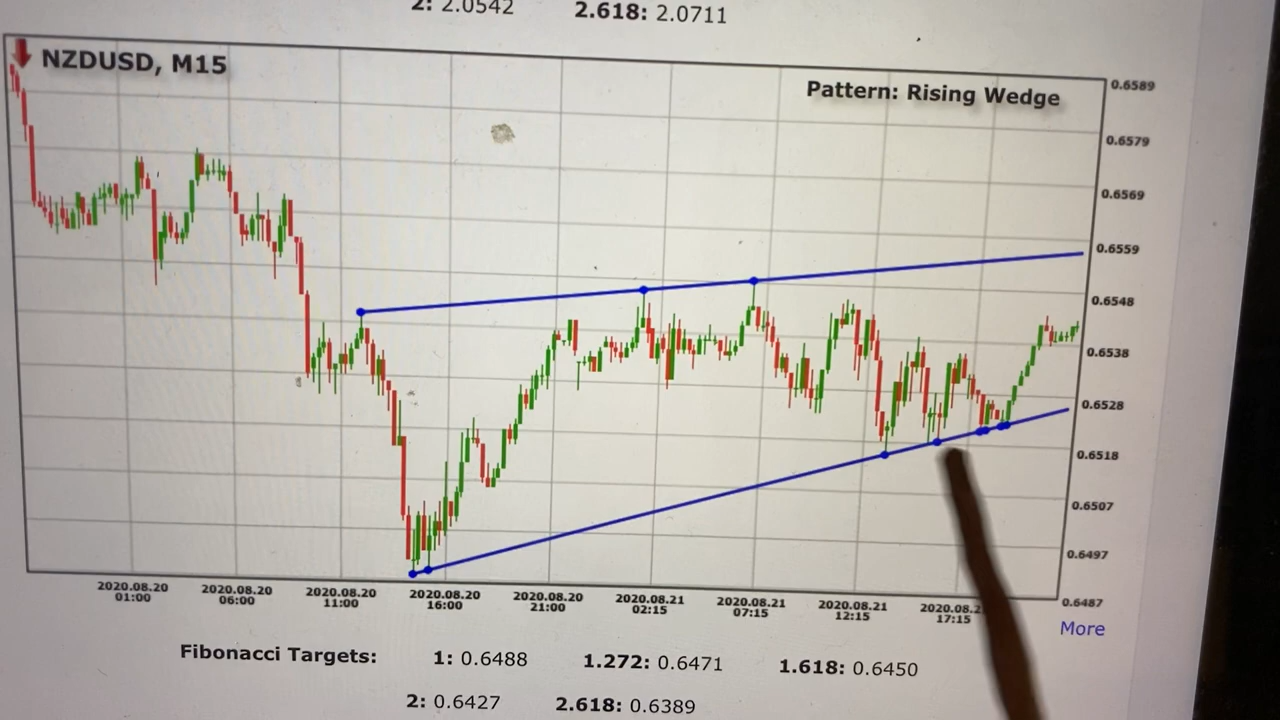 2: 2.0542 2.618: 2.0711
NZDUSD, M15
Pattern: Rising Wedge
0.6589
0.6579
0.6569
0.6559
0.6548
0.6538
0.6528
0.6518
0.6507
0.6497
0.6487
2020.08.20 2020.08.20 2020.08.20 2020.08.20 2020.08.20 2020.08.21 2020.08.21 2020.08.21
01:00 06:00 11:00 16:00 21:00 02:15 07:15 12:15 17:15
More
Fibonacci Targets: 1: 0.6488 1.272: 0.6471 1.618: 0.6450
2: 0.6427 2.618: 0.6389